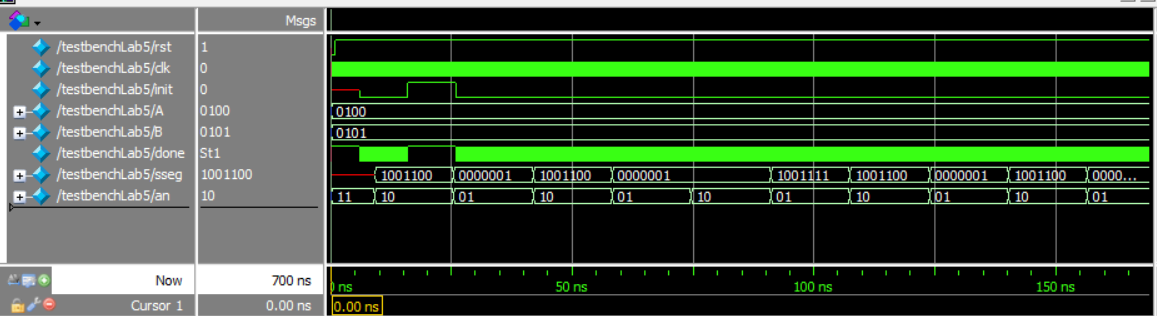 Msgs
/testbenchLab5/rst 1
/testbenchLab5/clk 0
/testbenchLab5/init 0
/testbenchLab5/A 0100 0100
/testbenchLab5/B 0101 0101
/testbenchLab5/done St1
/testbenchLab5/sseg 1001100 1001100 0000001 1001100 0000001 1001111 1001100 0000001 1001100 0000...
/testbenchLab5/an 10 11 10 01 10 01 10 01 10 01 10 01
Now 700 ns ns 50 ns 100 ns 150 ns
Cursor 1 0.00 ns 0.00 ns